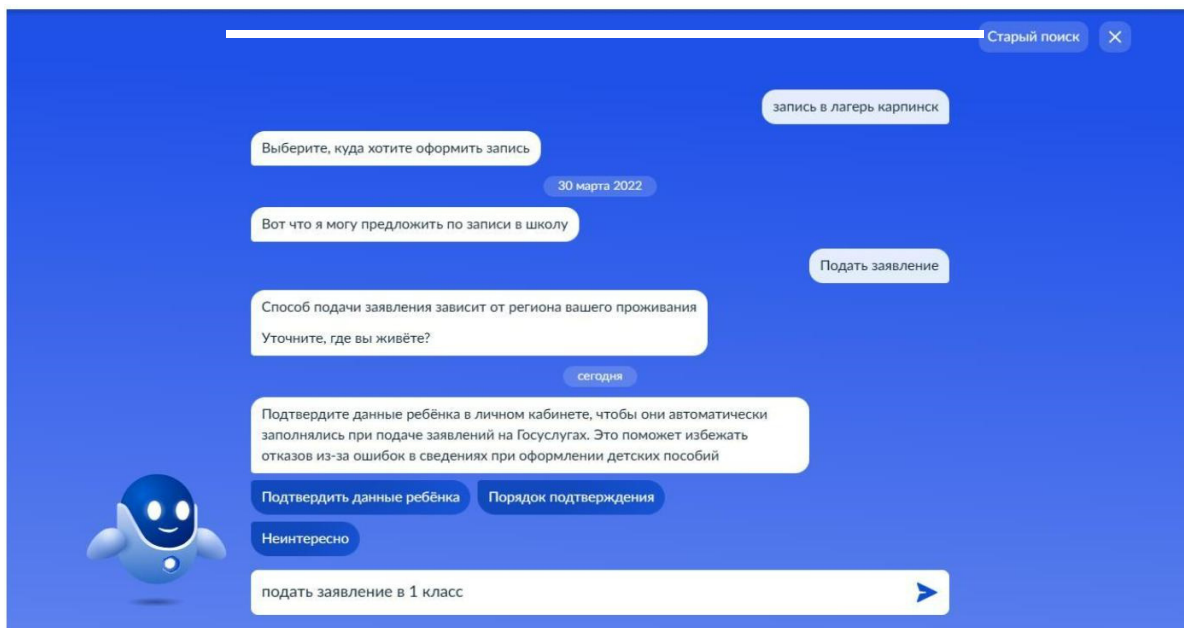 Старый поиск
запись в лагерь карпинск
Выберите, куда хотите оформить запись
30 марта 2022
Вот что я могу предложить по записи в школу
Подать заявление
Способ подачи заявления зависит от региона вашего проживания
Уточните, где вы живёте?
сегодня
Подтвердите данные ребёнка в личном кабинете, чтобы они автоматически
заполнялись при подаче заявлений на Госуслугах. Это поможет избежать
отказов из-за ошибок в сведениях при оформлении детских пособий
Подтвердить данные ребёнка Порядок подтверждения
Неинтересно
подать заявление в 1 класс